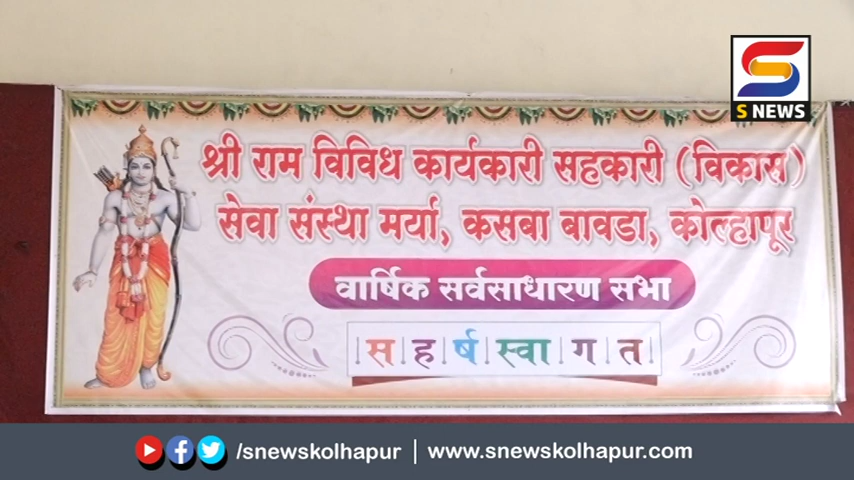 S NEWS
श्री राम विविध कार्यकारी सहकारी (विकास)
सेवा संस्था मर्या, कसबा बावडा, कोल्हापूर
वार्षिक सर्वसाधारण सभा
स ह र्ष स्वा ग त
/snewskolhapur | www.snewskolhapur.com